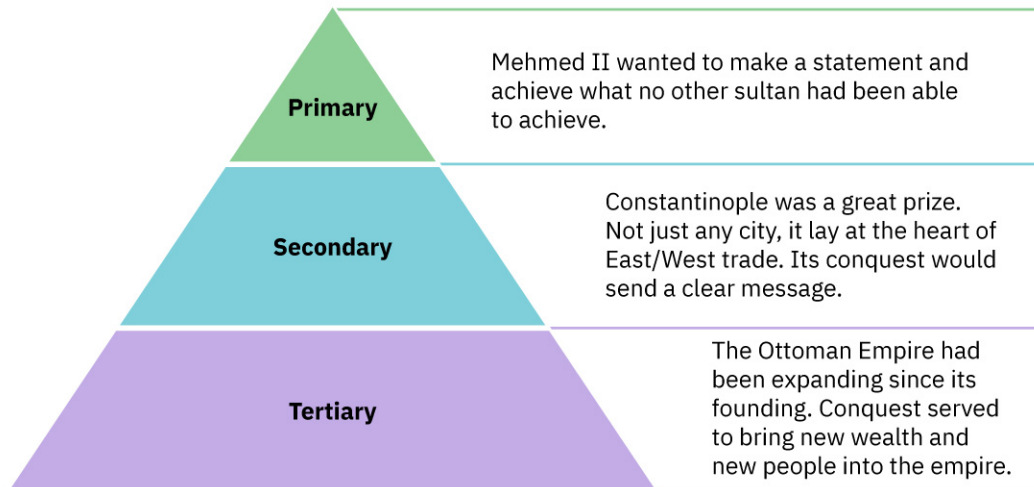 Primary
Mehmed II wanted to make a statement and
achieve what no other sultan had been able
to achieve.
Secondary
Constantinople was a great prize.
Not just any city, it lay at the heart of
East/West trade. Its conquest would
send a clear message.
Tertiary
The Ottoman Empire had
been expanding since its
founding. Conquest served
to bring new wealth and
new people into the empire.